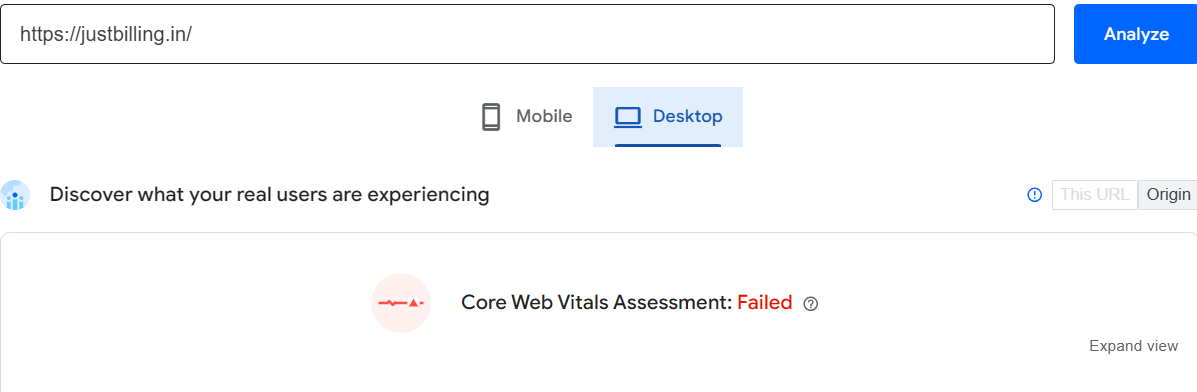 https://justbilling.in/
Analyze
Mobile
Desktop
Discover what your real users are experiencing
This URL
Origin
Core Web Vitals Assessment: Failed
Expand view